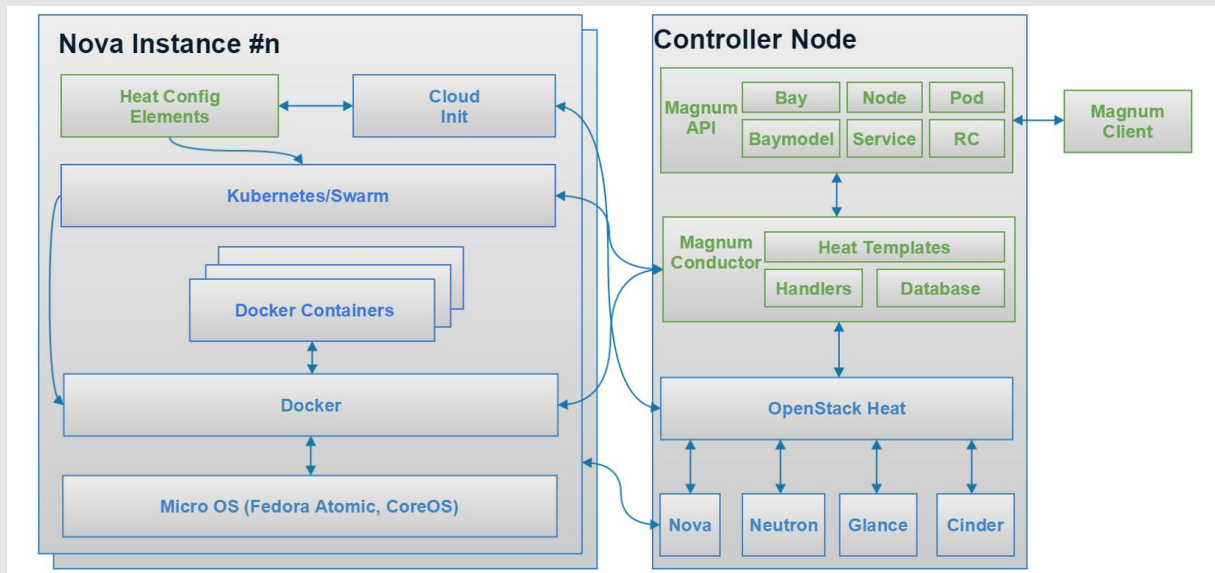 Nova Instance #n
Heat Config
Elements
Cloud
Init
Kubernetes/Swarm
Docker Containers
Docker
Micro OS (Fedora Atomic, CoreOS)
Controller Node
Magnum
API
Bay
Node
Pod
Baymodel
Service
RC
Magnum
Client
Magnum
Conductor
Heat Templates
Handlers
Database
OpenStack Heat
Nova
Neutron
Glance
Cinder